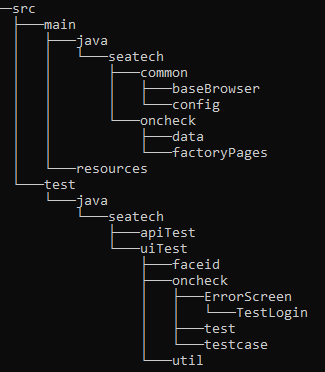 src
main
java
seatech
common
baseBrowser
config
oncheck
data
factoryPages
resources
test
java
seatech
apiTest
uiTest
faceid
oncheck
ErrorScreen
TestLogin
test
testcase
util